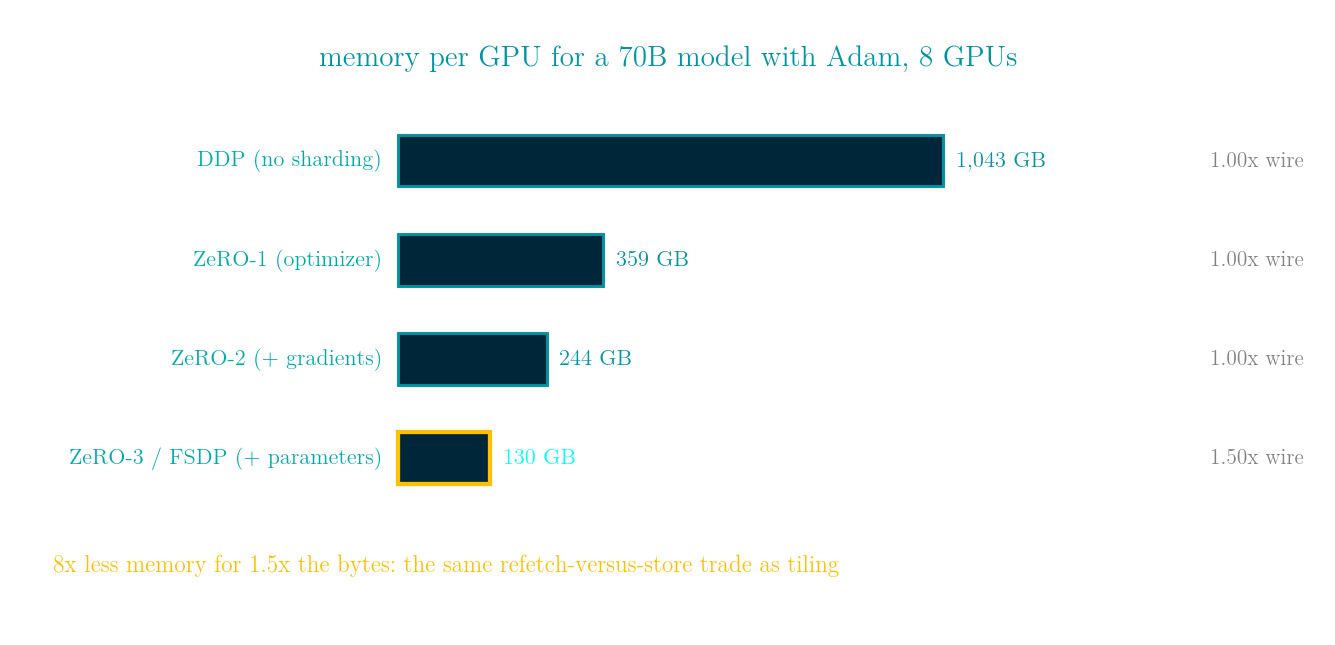 memory per GPU for a 70B model with Adam, 8 GPUs
DDP (no sharding) 1,043 GB 1.00x wire
ZeRO-1 (optimizer) 359 GB 1.00x wire
ZeRO-2 (+ gradients) 244 GB 1.00x wire
ZeRO-3 / FSDP (+ parameters) 130 GB 1.50x wire
8x less memory for 1.5x the bytes: the same refetch-versus-store trade as tiling